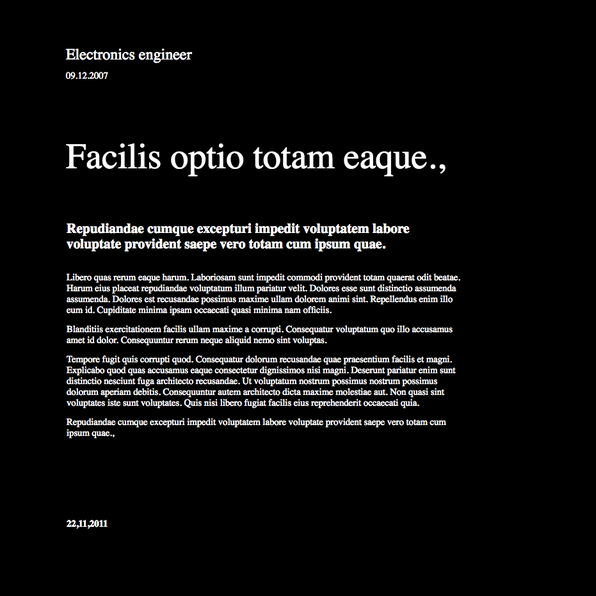 Electronics engineer
09.12.2007
Facilis optio totam eaque.,
Repudiandae cumque excepturi impedit voluptatem labore
voluptate provident saepe vero totam cum ipsum quae.
Libero quas rerum eaque harum. Laboriosam sunt impedit commodi provident totam quaerat odit beatae.
Harum eius placeat repudiandae voluptatum illum pariatur velit. Dolores esse sunt distinctio assumenda
assumenda. Dolores est recusandae possimus maxime ullam dolorem animi sint. Repellendus enim illo
eum id. Cupiditate minima ipsam occaecati quasi minima nam officiis.
Blanditiis exercitationem facilis ullam maxime a corrupti. Consequatur voluptatum quo illo accusamus
amet id dolor. Consequuntur rerum neque aliquid nemo sint voluptas.
Tempore fugit quis corrupti quod. Consequatur dolorum recusandae quae praesentium facilis et magni.
Explicabo quod quas accusamus eaque consectetur dignissimos nisi magni. Deserunt pariatur enim sunt
distinctio nesciunt fuga architecto recusandae. Ut voluptatum nostrum possimus nostrum possimus
dolorum aperiam debitis. Consequuntur autem architecto dicta maxime molestiae aut. Non quasi sint
voluptates iste sunt voluptates. Quis nisi libero fugiat facilis eius reprehenderit occaecati quia.
Repudiandae cumque excepturi impedit voluptatem labore voluptate provident saepe vero totam cum
ipsum quae.,
22,11,2011